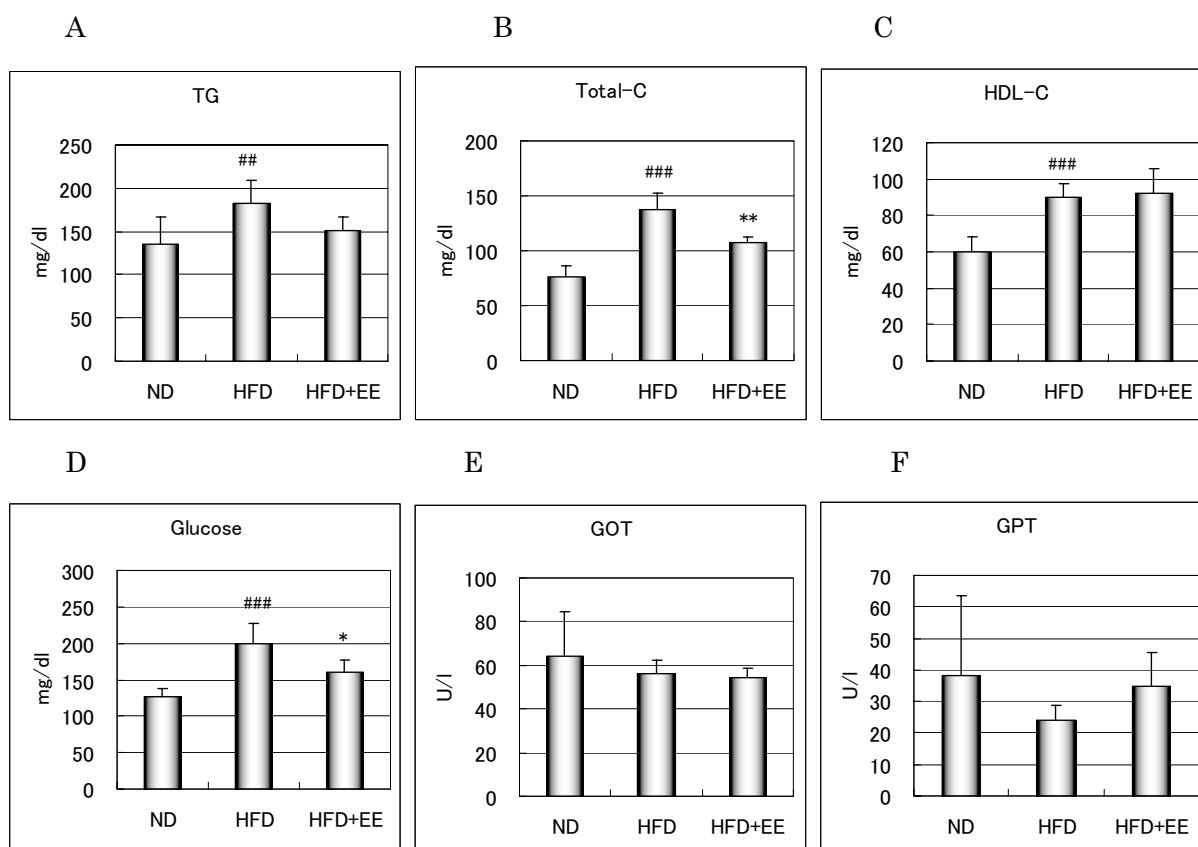 A
B
C
TG
250
200
150
100
50
0
mg/dl
##
ND HFD HFD+EE
Total-C
200
150
100
50
0
mg/dl
###
**
ND HFD HFD+EE
HDL-C
120
100
80
60
40
20
0
mg/dl
###
ND HFD HFD+EE
D
E
F
Glucose
300
250
200
150
100
50
0
mg/dl
###
*
ND HFD HFD+EE
GOT
100
80
60
40
20
0
U/l
ND HFD HFD+EE
GPT
70
60
50
40
30
20
10
0
U/l
ND HFD HFD+EE